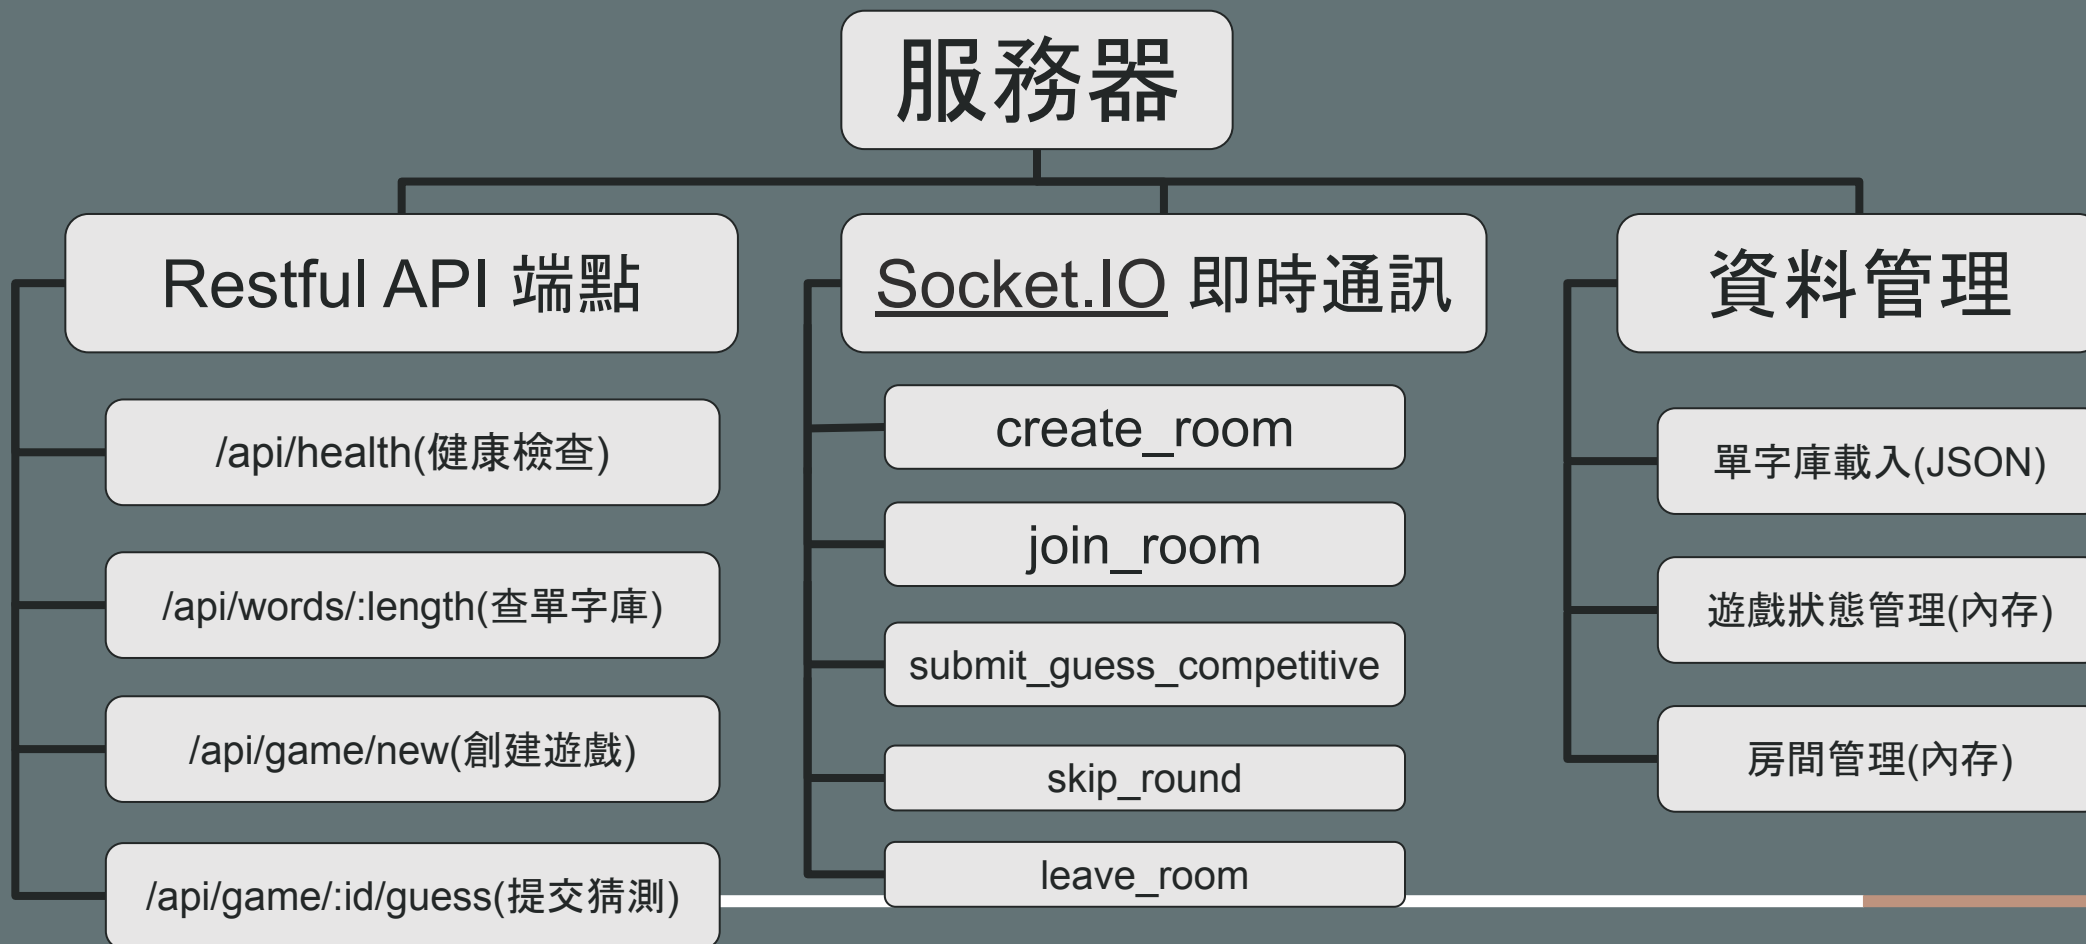 服務器
Restful API 端點
/api/health(健康檢查)
/api/words/:length(查單字庫)
/api/game/new(創建遊戲)
/api/game/:id/guess(提交猜測)
Socket.IO 即時通訊
create_room
join_room
submit_guess_competitive
skip_round
leave_room
資料管理
單字庫載入(JSON)
遊戲狀態管理(內存)
房間管理(內存)